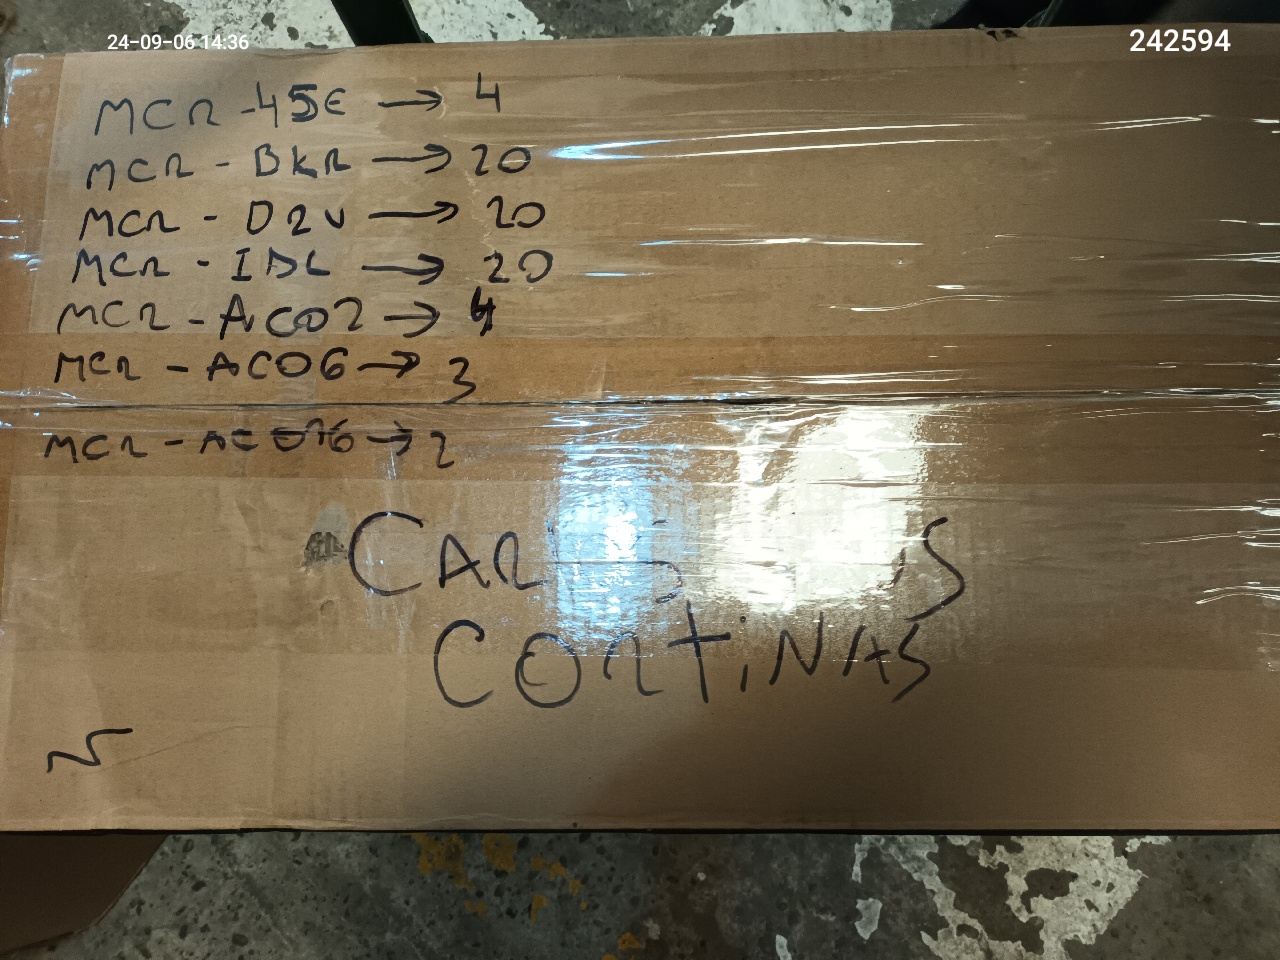 24-09-06 14:36
242594
MCR-45E → 4
MCR - BKR → 20
MCR - D2V → 20
MCR - IDL → 20
MCR - AC02 → 4
MCR - AC06 → 3
MCR - → 2
CORTiNAS